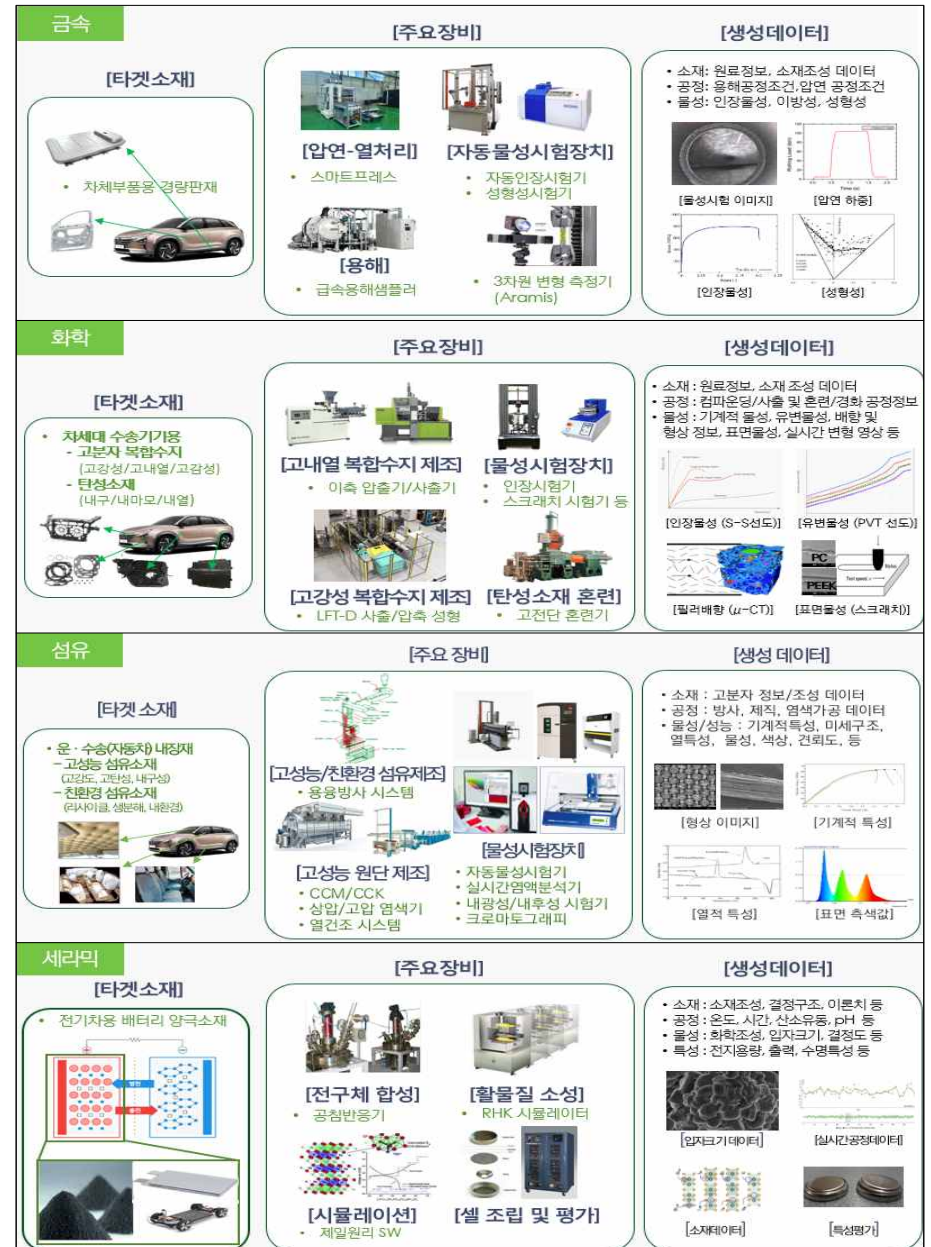 금속
[타겟소재]
• 차체부품용 경량판재
[주요장비]
[압연-열처리]
• 스마트프레스
[자동물성시험장치]
• 자동인장시험기
• 성형성시험기
[용해]
• 급속용해샘플러
• 3차원 변형 측정기
(Aramis)
[생성데이터]
• 소재: 원료정보, 소재조성 데이터
• 공정: 용해공정조건,압연 공정조건
• 물성: 인장물성, 이방성, 성형성
[물성시험 이미지]
[압연 하중]
[인장물성]
[성형성]
화학
[타겟소재]
• 차세대 수송기기용
- 고분자 복합수지
(고강성/고내열/고감성)
- 탄성소재
(내구/내마모/내열)
[주요장비]
[고내열 복합수지 제조]
• 이축 압출기/사출기
[물성시험장치]
• 인장시험기
• 스크래치 시험기 등
[고강성 복합수지 제조]
• LFT-D 사출/압축 성형
[탄성소재 혼련]
• 고전단 혼련기
[생성데이터]
• 소재 : 원료정보, 소재 조성 데이터
• 공정 : 컴파운딩/사출 및 혼련/경화 공정정보
• 물성 : 기계적 물성, 유변물성, 배향 및
형상 정보, 표면물성, 실시간 변형 영상 등
[인장물성 (S-S선도)]
[유변물성 (PVT 선도)]
PC
PEEK
[필러배향 (μ-CT)]
[표면물성 (스크래치)]
섬유
[타겟 소재]
• 운·수송(자동차) 내장재
– 고성능 섬유소재
(고강도, 고탄성, 내구성)
– 친환경 섬유소재
(리사이클, 생분해, 내환경)
[주요 장비]
[고성능/친환경 섬유제조]
• 용융방사 시스템
[고성능 원단 제조]
• CCM/CCK
• 상압/고압 염색기
• 열건조 시스템
[물성시험장치]
• 자동물성시험기
• 실시간염액분석기
• 내광성/내후성 시험기
• 크로마토그래피
[생성 데이터]
• 소재 : 고분자 정보/조성 데이터
• 공정 : 방사, 제직, 염색가공 데이터
• 물성/성능 : 기계적특성, 미세구조,
열특성, 물성, 색상, 견뢰도, 등
[형상 이미지]
[기계적 특성]
[열적 특성]
[표면 측색값]
세라믹
[타겟소재]
• 전기차용 배터리 양극소재
방전
충전
[주요장비]
[전구체 합성]
• 공침반응기
[활물질 소성]
• RHK 시뮬레이터
[시뮬레이션]
• 제일원리 SW
[셀 조립 및 평가]
[생성데이터]
• 소재 : 소재조성, 결정구조, 이론치 등
• 공정 : 온도, 시간, 산소유동, pH 등
• 물성 : 화학조성, 입자크기, 결정도 등
• 특성 : 전지용량, 출력, 수명특성 등
[입자크기 데이터]
[실시간공정데이터]
[소재데이터]
[특성평가]